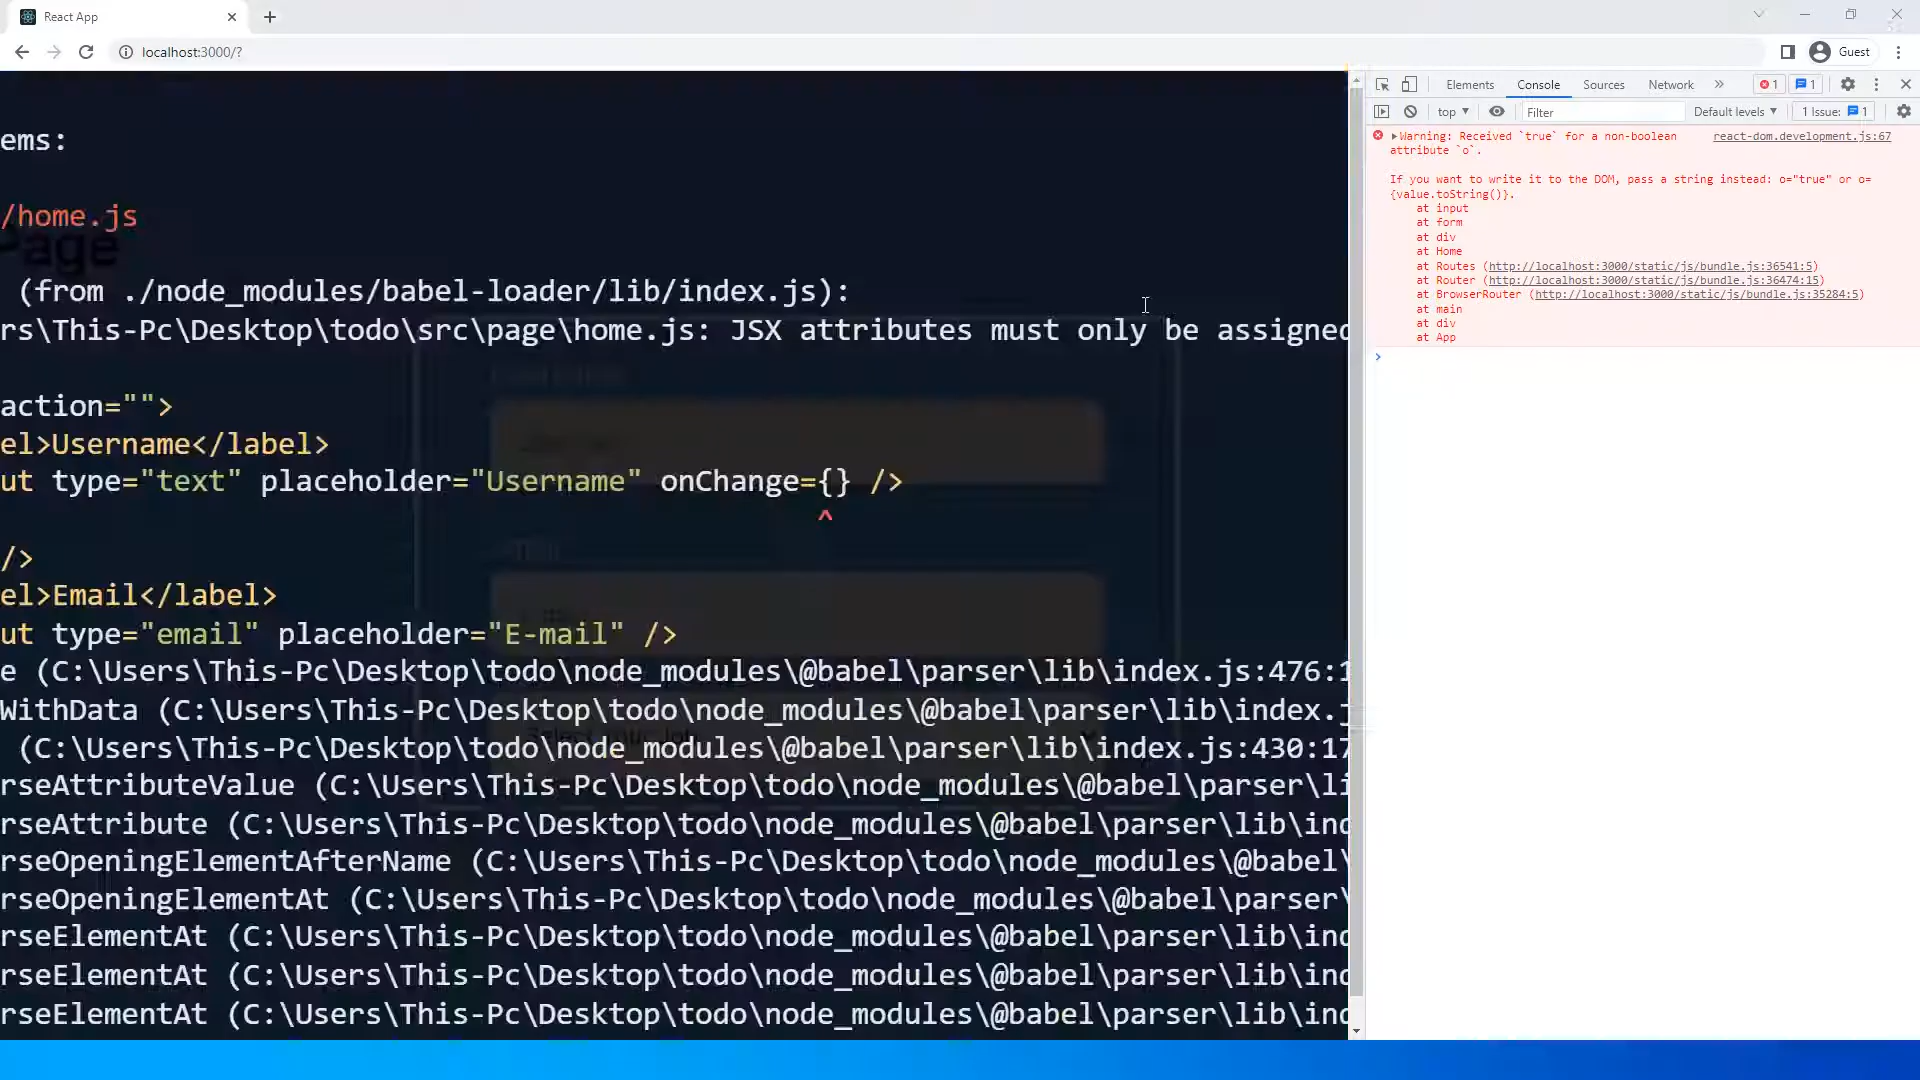 React App
localhost:3000/?
Guest
ems:
/home.js
Page
(from ./node_modules/babel-loader/lib/index.js):
rs\This-Pc\Desktop\todo\src\page\home.js: JSX attributes must only be assigned
action="">
el>Username</label>
ut type="text" placeholder="Username" onChange={} />
^
/>
el>Email</label>
ut type="email" placeholder="E-mail" />
e (C:\Users\This-Pc\Desktop\todo\node_modules\@babel\parser\lib\index.js:476:1
WithData (C:\Users\This-Pc\Desktop\todo\node_modules\@babel\parser\lib\index.j
(C:\Users\This-Pc\Desktop\todo\node_modules\@babel\parser\lib\index.js:430:17
rseAttributeValue (C:\Users\This-Pc\Desktop\todo\node_modules\@babel\parser\li
rseAttribute (C:\Users\This-Pc\Desktop\todo\node_modules\@babel\parser\lib\ind
rseOpeningElementAfterName (C:\Users\This-Pc\Desktop\todo\node_modules\@babel\
rseOpeningElementAt (C:\Users\This-Pc\Desktop\todo\node_modules\@babel\parser\
rseElementAt (C:\Users\This-Pc\Desktop\todo\node_modules\@babel\parser\lib\ind
rseElementAt (C:\Users\This-Pc\Desktop\todo\node_modules\@babel\parser\lib\ind
rseElementAt (C:\Users\This-Pc\Desktop\todo\node_modules\@babel\parser\lib\ind
Elements Console Sources Network » 1 1
top Filter Default levels 1 Issue: 1
Warning: Received `true` for a non-boolean react-dom.development.js:67
attribute `o`.
If you want to write it to the DOM, pass a string instead: o="true" or o=
{value.toString()}.
at input
at form
at div
at Home
at Routes (http://localhost:3000/static/js/bundle.js:36541:5)
at Router (http://localhost:3000/static/js/bundle.js:36474:15)
at BrowserRouter (http://localhost:3000/static/js/bundle.js:35284:5)
at main
at div
at App
>